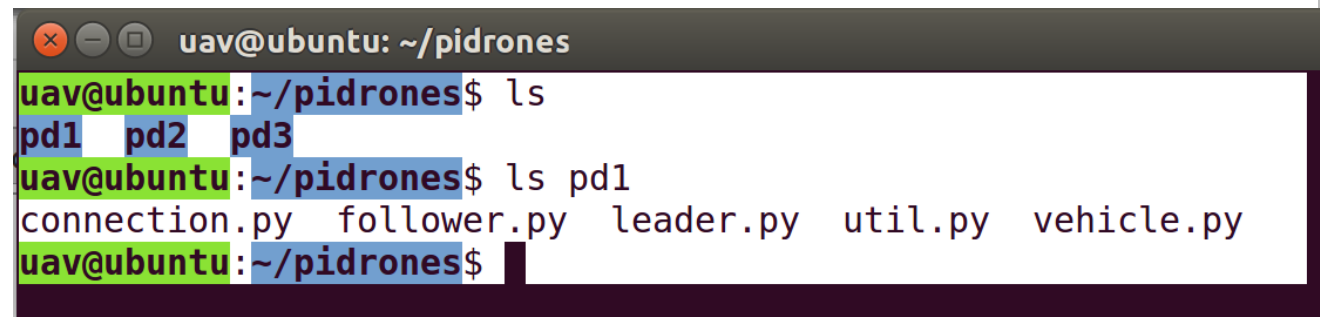 uav@ubuntu: ~/pidrones
uav@ubuntu:~/pidrones$ ls
pd1  pd2  pd3
uav@ubuntu:~/pidrones$ ls pd1
connection.py  follower.py  leader.py  util.py  vehicle.py
uav@ubuntu:~/pidrones$